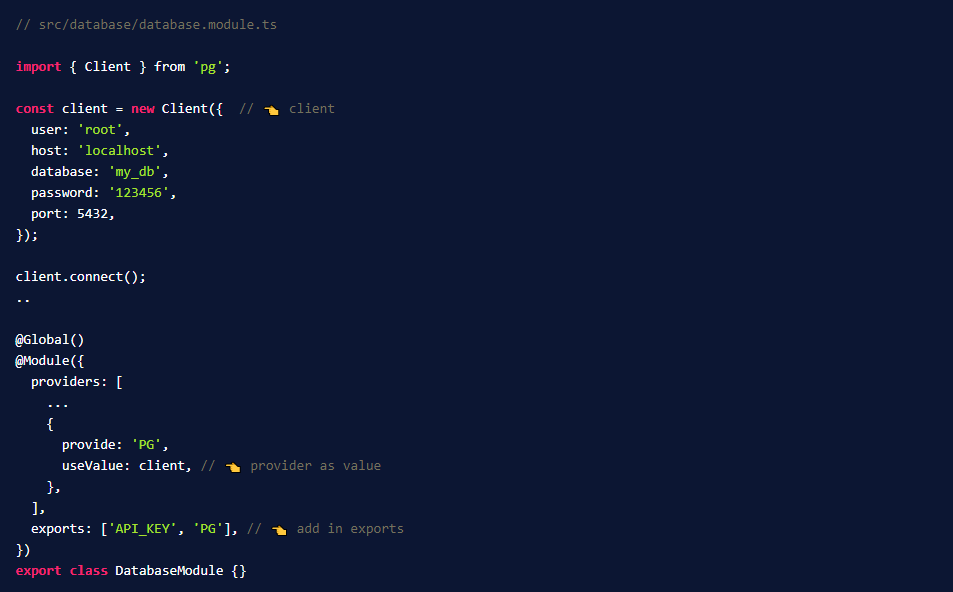 // src/database/database.module.ts
import { Client } from 'pg';
const client = new Client({  // 👈 client
  user: 'root',
  host: 'localhost',
  database: 'my_db',
  password: '123456',
  port: 5432,
});
client.connect();
..
@Global()
@Module({
  providers: [
    ...
    {
      provide: 'PG',
      useValue: client, // 👈 provider as value
    },
  ],
  exports: ['API_KEY', 'PG'], // 👈 add in exports
})
export class DatabaseModule {}